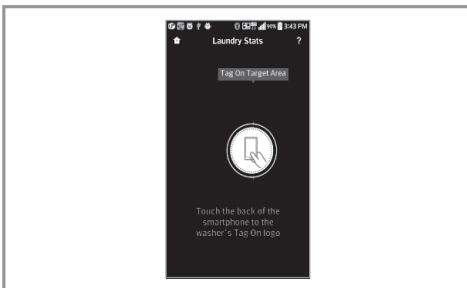 90% 3:43 PM
Laundry Stats ?
Tag On Target Area
Touch the back of the
smartphone to the
washer's Tag On logo